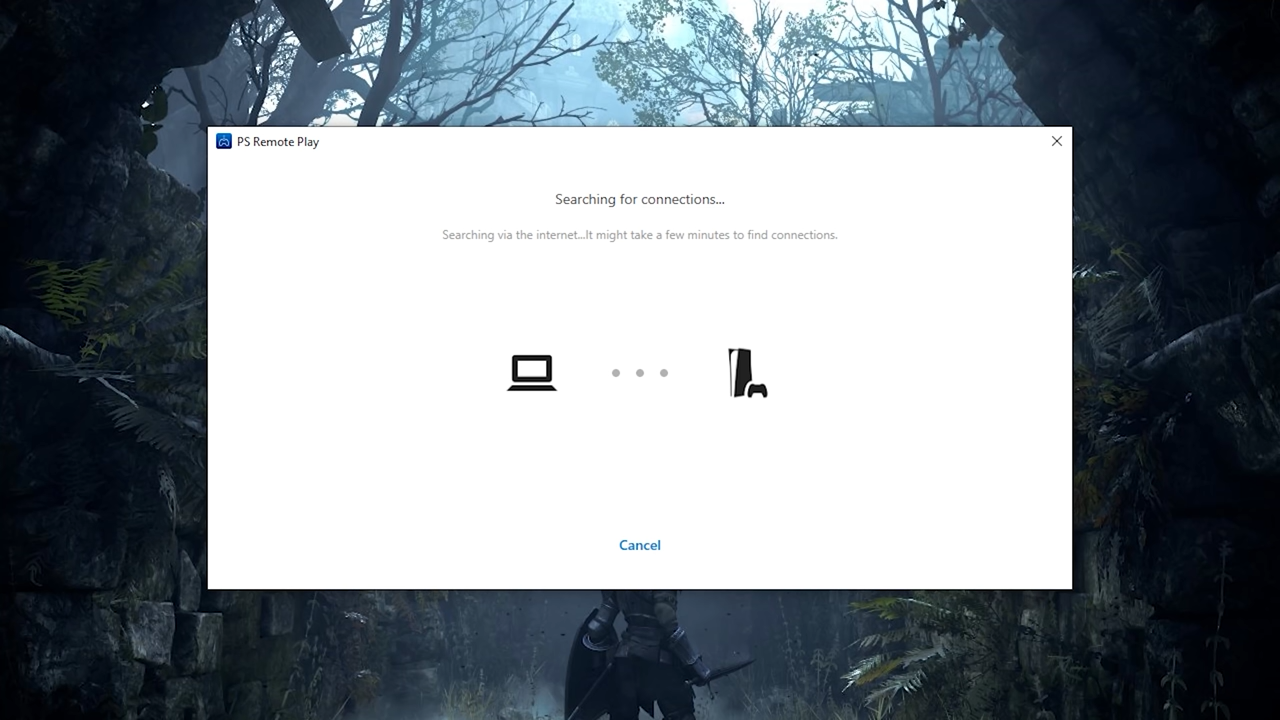 PS Remote Play
Searching for connections...
Searching via the internet...It might take a few minutes to find connections.
Cancel